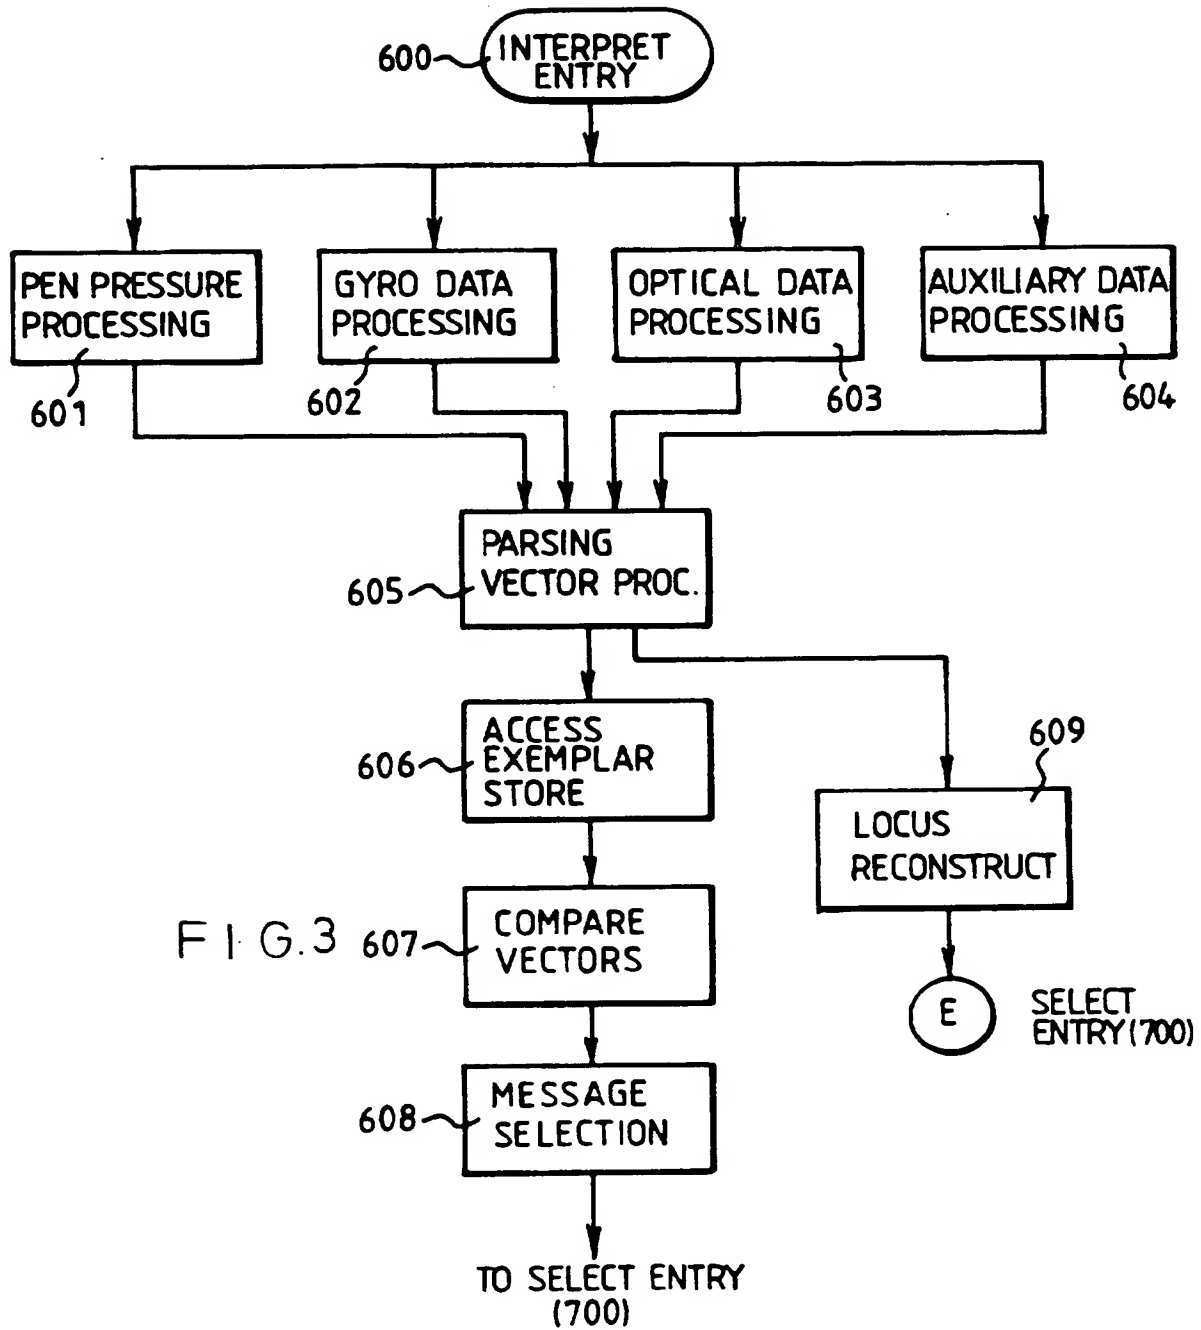 600
INTERPRET
ENTRY
PEN PRESSURE
PROCESSING
601
GYRO DATA
PROCESSING
602
OPTICAL DATA
PROCESSING
603
AUXILIARY DATA
PROCESSING
604
PARSING
VECTOR PROC.
605
ACCESS
EXEMPLAR
STORE
606
609
LOCUS
RECONSTRUCT
FIG.3
607
COMPARE
VECTORS
E
SELECT
ENTRY (700)
608
MESSAGE
SELECTION
TO SELECT ENTRY
(700)